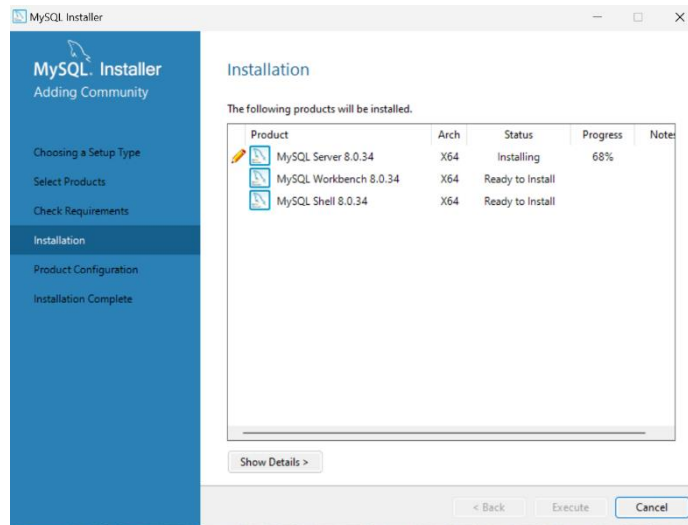 MySQL Installer
MySQL. Installer
Adding Community
Choosing a Setup Type
Select Products
Check Requirements
Installation
Product Configuration
Installation Complete
Installation
The following products will be installed.
Product Arch Status Progress Notes
MySQL Server 8.0.34 X64 Installing 68%
MySQL Workbench 8.0.34 X64 Ready to Install
MySQL Shell 8.0.34 X64 Ready to Install
Show Details >
< Back Execute Cancel